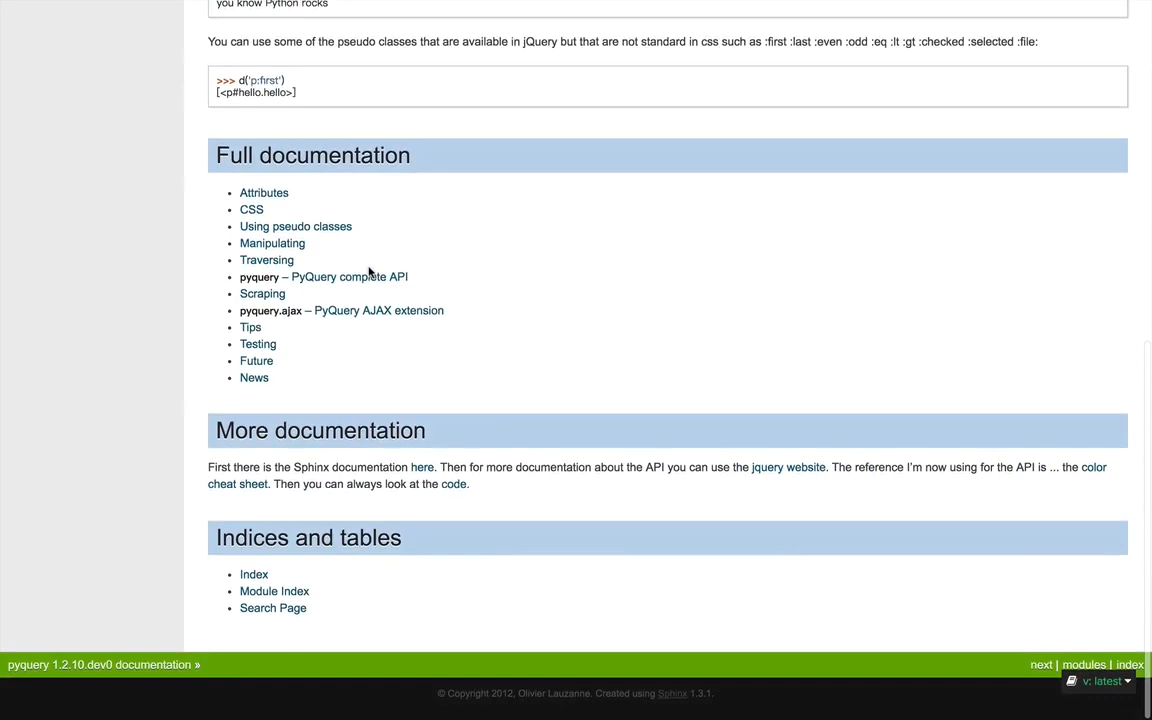 you know Python rocks
You can use some of the pseudo classes that are available in jQuery but that are not standard in css such as :first :last :even :odd :eq :lt :gt :checked :selected :file:
>>> d('p:first')
[<p#hello.hello>]
Full documentation
• Attributes
• CSS
• Using pseudo classes
• Manipulating
• Traversing
• pyquery – PyQuery complete API
• Scraping
• pyquery.ajax – PyQuery AJAX extension
• Tips
• Testing
• Future
• News
More documentation
First there is the Sphinx documentation here. Then for more documentation about the API you can use the jquery website. The reference I'm now using for the API is ... the color
cheat sheet. Then you can always look at the code.
Indices and tables
• Index
• Module Index
• Search Page
pyquery 1.2.10.dev0 documentation » next | modules | index
v: latest
© Copyright 2012, Olivier Lauzanne. Created using Sphinx 1.3.1.